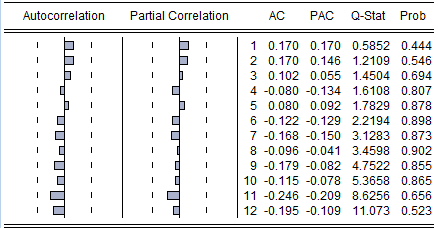 Autocorrelation Partial Correlation AC PAC Q-Stat Prob
1 0.170 0.170 0.5852 0.444
2 0.170 0.146 1.2109 0.546
3 0.102 0.055 1.4504 0.694
4 -0.080 -0.134 1.6108 0.807
5 0.080 0.092 1.7829 0.878
6 -0.122 -0.129 2.2194 0.898
7 -0.168 -0.150 3.1283 0.873
8 -0.096 -0.041 3.4598 0.902
9 -0.179 -0.082 4.7522 0.855
10 -0.115 -0.078 5.3658 0.865
11 -0.246 -0.209 8.6256 0.656
12 -0.195 -0.109 11.073 0.523